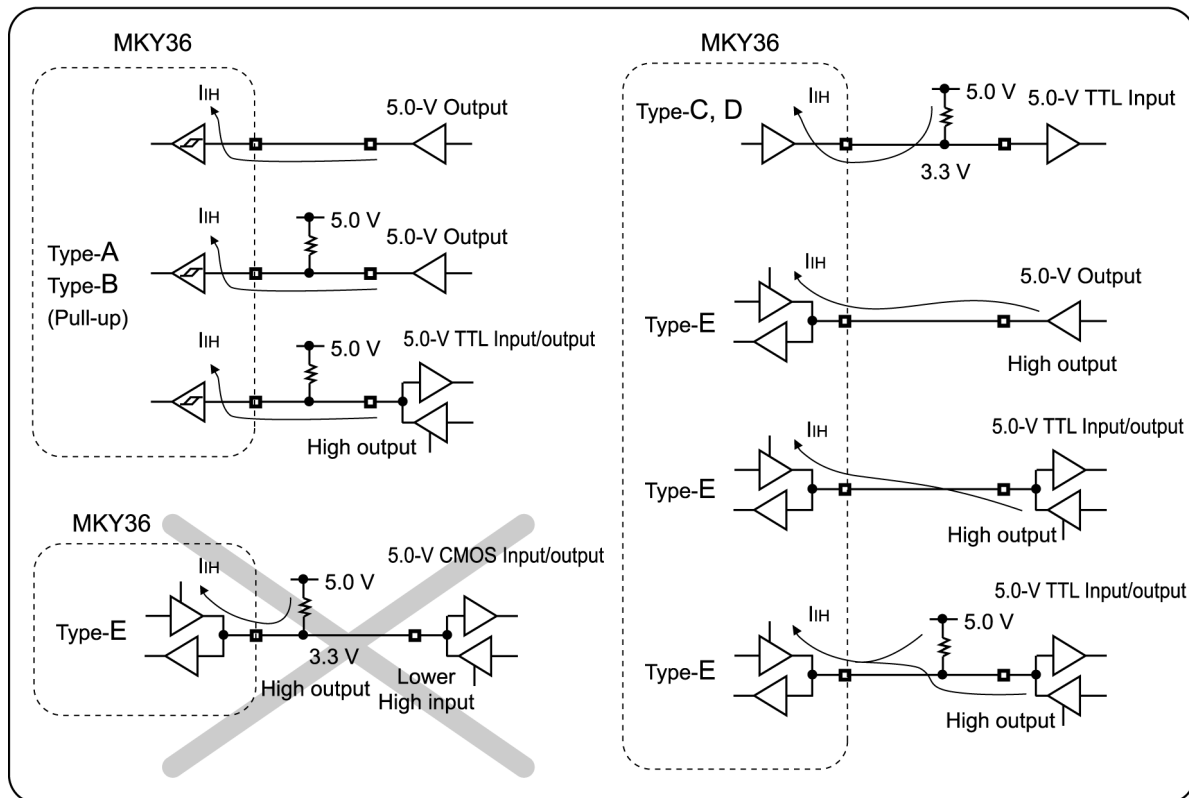 MKY36
IIH
5.0-V Output
IIH
5.0 V
5.0-V Output
Type-A
Type-B
(Pull-up)
IIH
5.0 V
5.0-V TTL Input/output
High output
MKY36
IIH
5.0 V
5.0-V CMOS Input/output
Type-E
3.3 V
High output
Lower
High input
MKY36
Type-C, D
IIH
5.0 V
5.0-V TTL Input
3.3 V
IIH
5.0-V Output
Type-E
High output
IIH
5.0-V TTL Input/output
Type-E
High output
IIH
5.0-V TTL Input/output
5.0 V
Type-E
High output